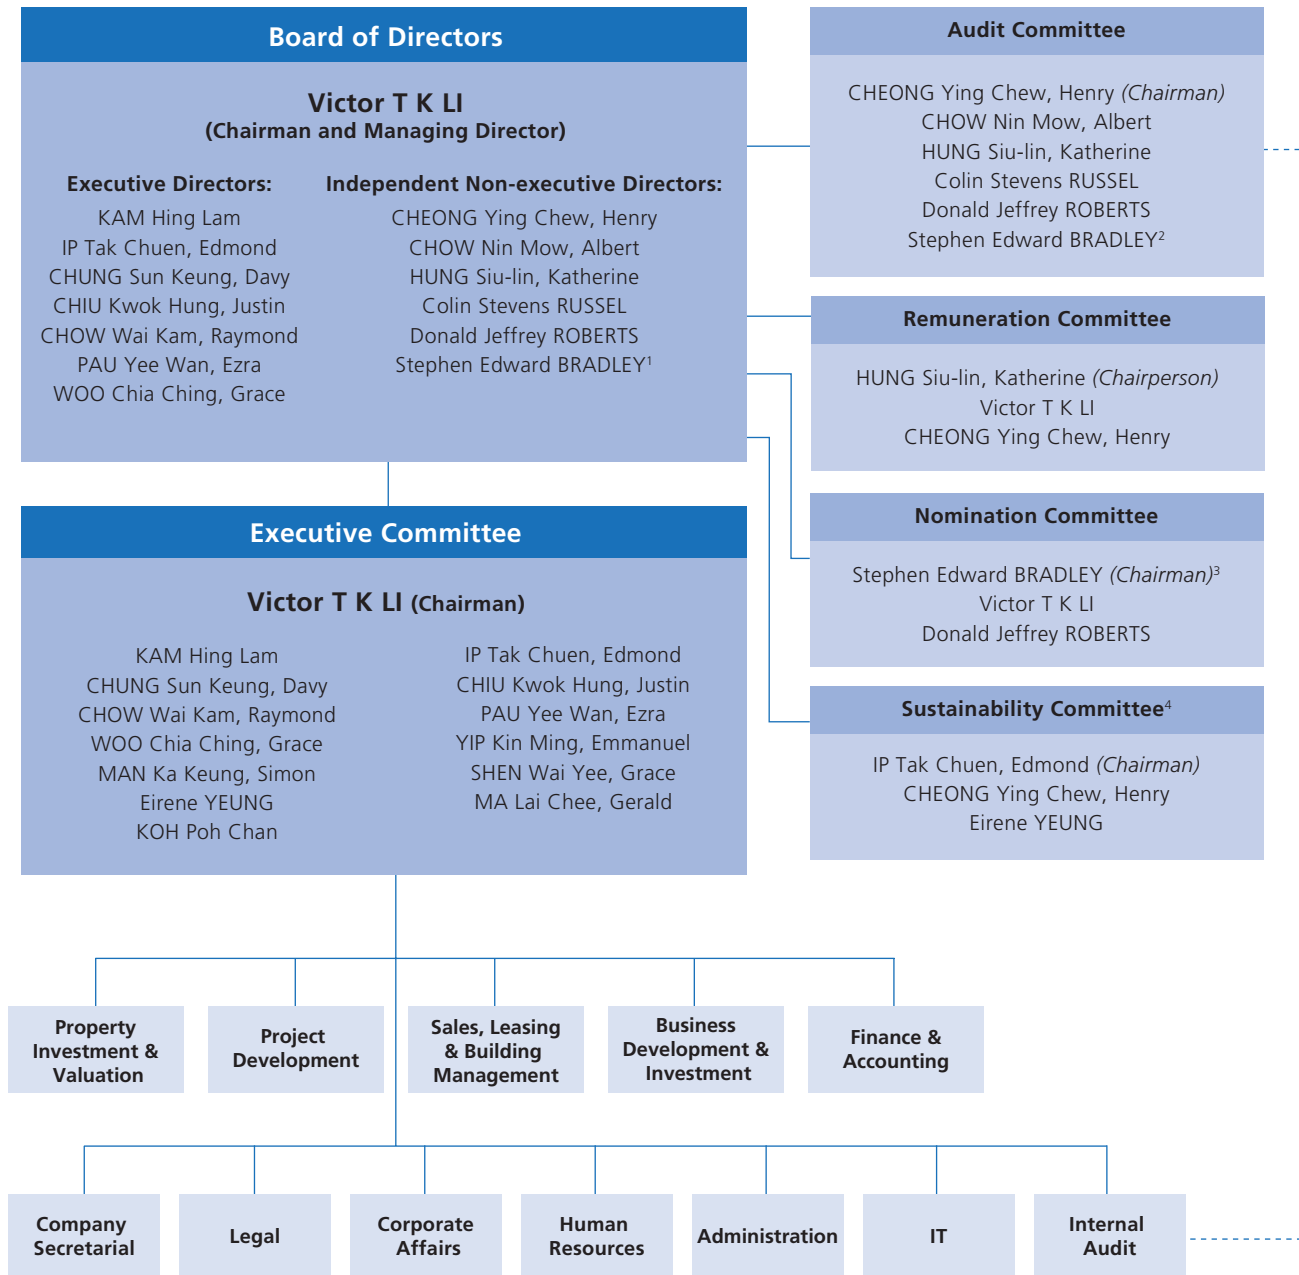 Board of Directors
Victor T K LI
(Chairman and Managing Director)
Executive Directors:
KAM Hing Lam
IP Tak Chuen, Edmond
CHUNG Sun Keung, Davy
CHIU Kwok Hung, Justin
CHOW Wai Kam, Raymond
PAU Yee Wan, Ezra
WOO Chia Ching, Grace
Independent Non-executive Directors:
CHEONG Ying Chew, Henry
CHOW Nin Mow, Albert
HUNG Siu-lin, Katherine
Colin Stevens RUSSEL
Donald Jeffrey ROBERTS
Stephen Edward BRADLEY¹
Audit Committee
CHEONG Ying Chew, Henry (Chairman)
CHOW Nin Mow, Albert
HUNG Siu-lin, Katherine
Colin Stevens RUSSEL
Donald Jeffrey ROBERTS
Stephen Edward BRADLEY²
Remuneration Committee
HUNG Siu-lin, Katherine (Chairperson)
Victor T K LI
CHEONG Ying Chew, Henry
Nomination Committee
Stephen Edward BRADLEY (Chairman)³
Victor T K LI
Donald Jeffrey ROBERTS
Sustainability Committee⁴
IP Tak Chuen, Edmond (Chairman)
CHEONG Ying Chew, Henry
Eirene YEUNG
Executive Committee
Victor T K LI (Chairman)
KAM Hing Lam
CHUNG Sun Keung, Davy
CHOW Wai Kam, Raymond
WOO Chia Ching, Grace
MAN Ka Keung, Simon
Eirene YEUNG
KOH Poh Chan
IP Tak Chuen, Edmond
CHIU Kwok Hung, Justin
PAU Yee Wan, Ezra
YIP Kin Ming, Emmanuel
SHEN Wai Yee, Grace
MA Lai Chee, Gerald
Property
Investment &
Valuation
Project
Development
Sales, Leasing
& Building
Management
Business
Development &
Investment
Finance &
Accounting
Company
Secretarial
Legal
Corporate
Affairs
Human
Resources
Administration
IT
Internal
Audit